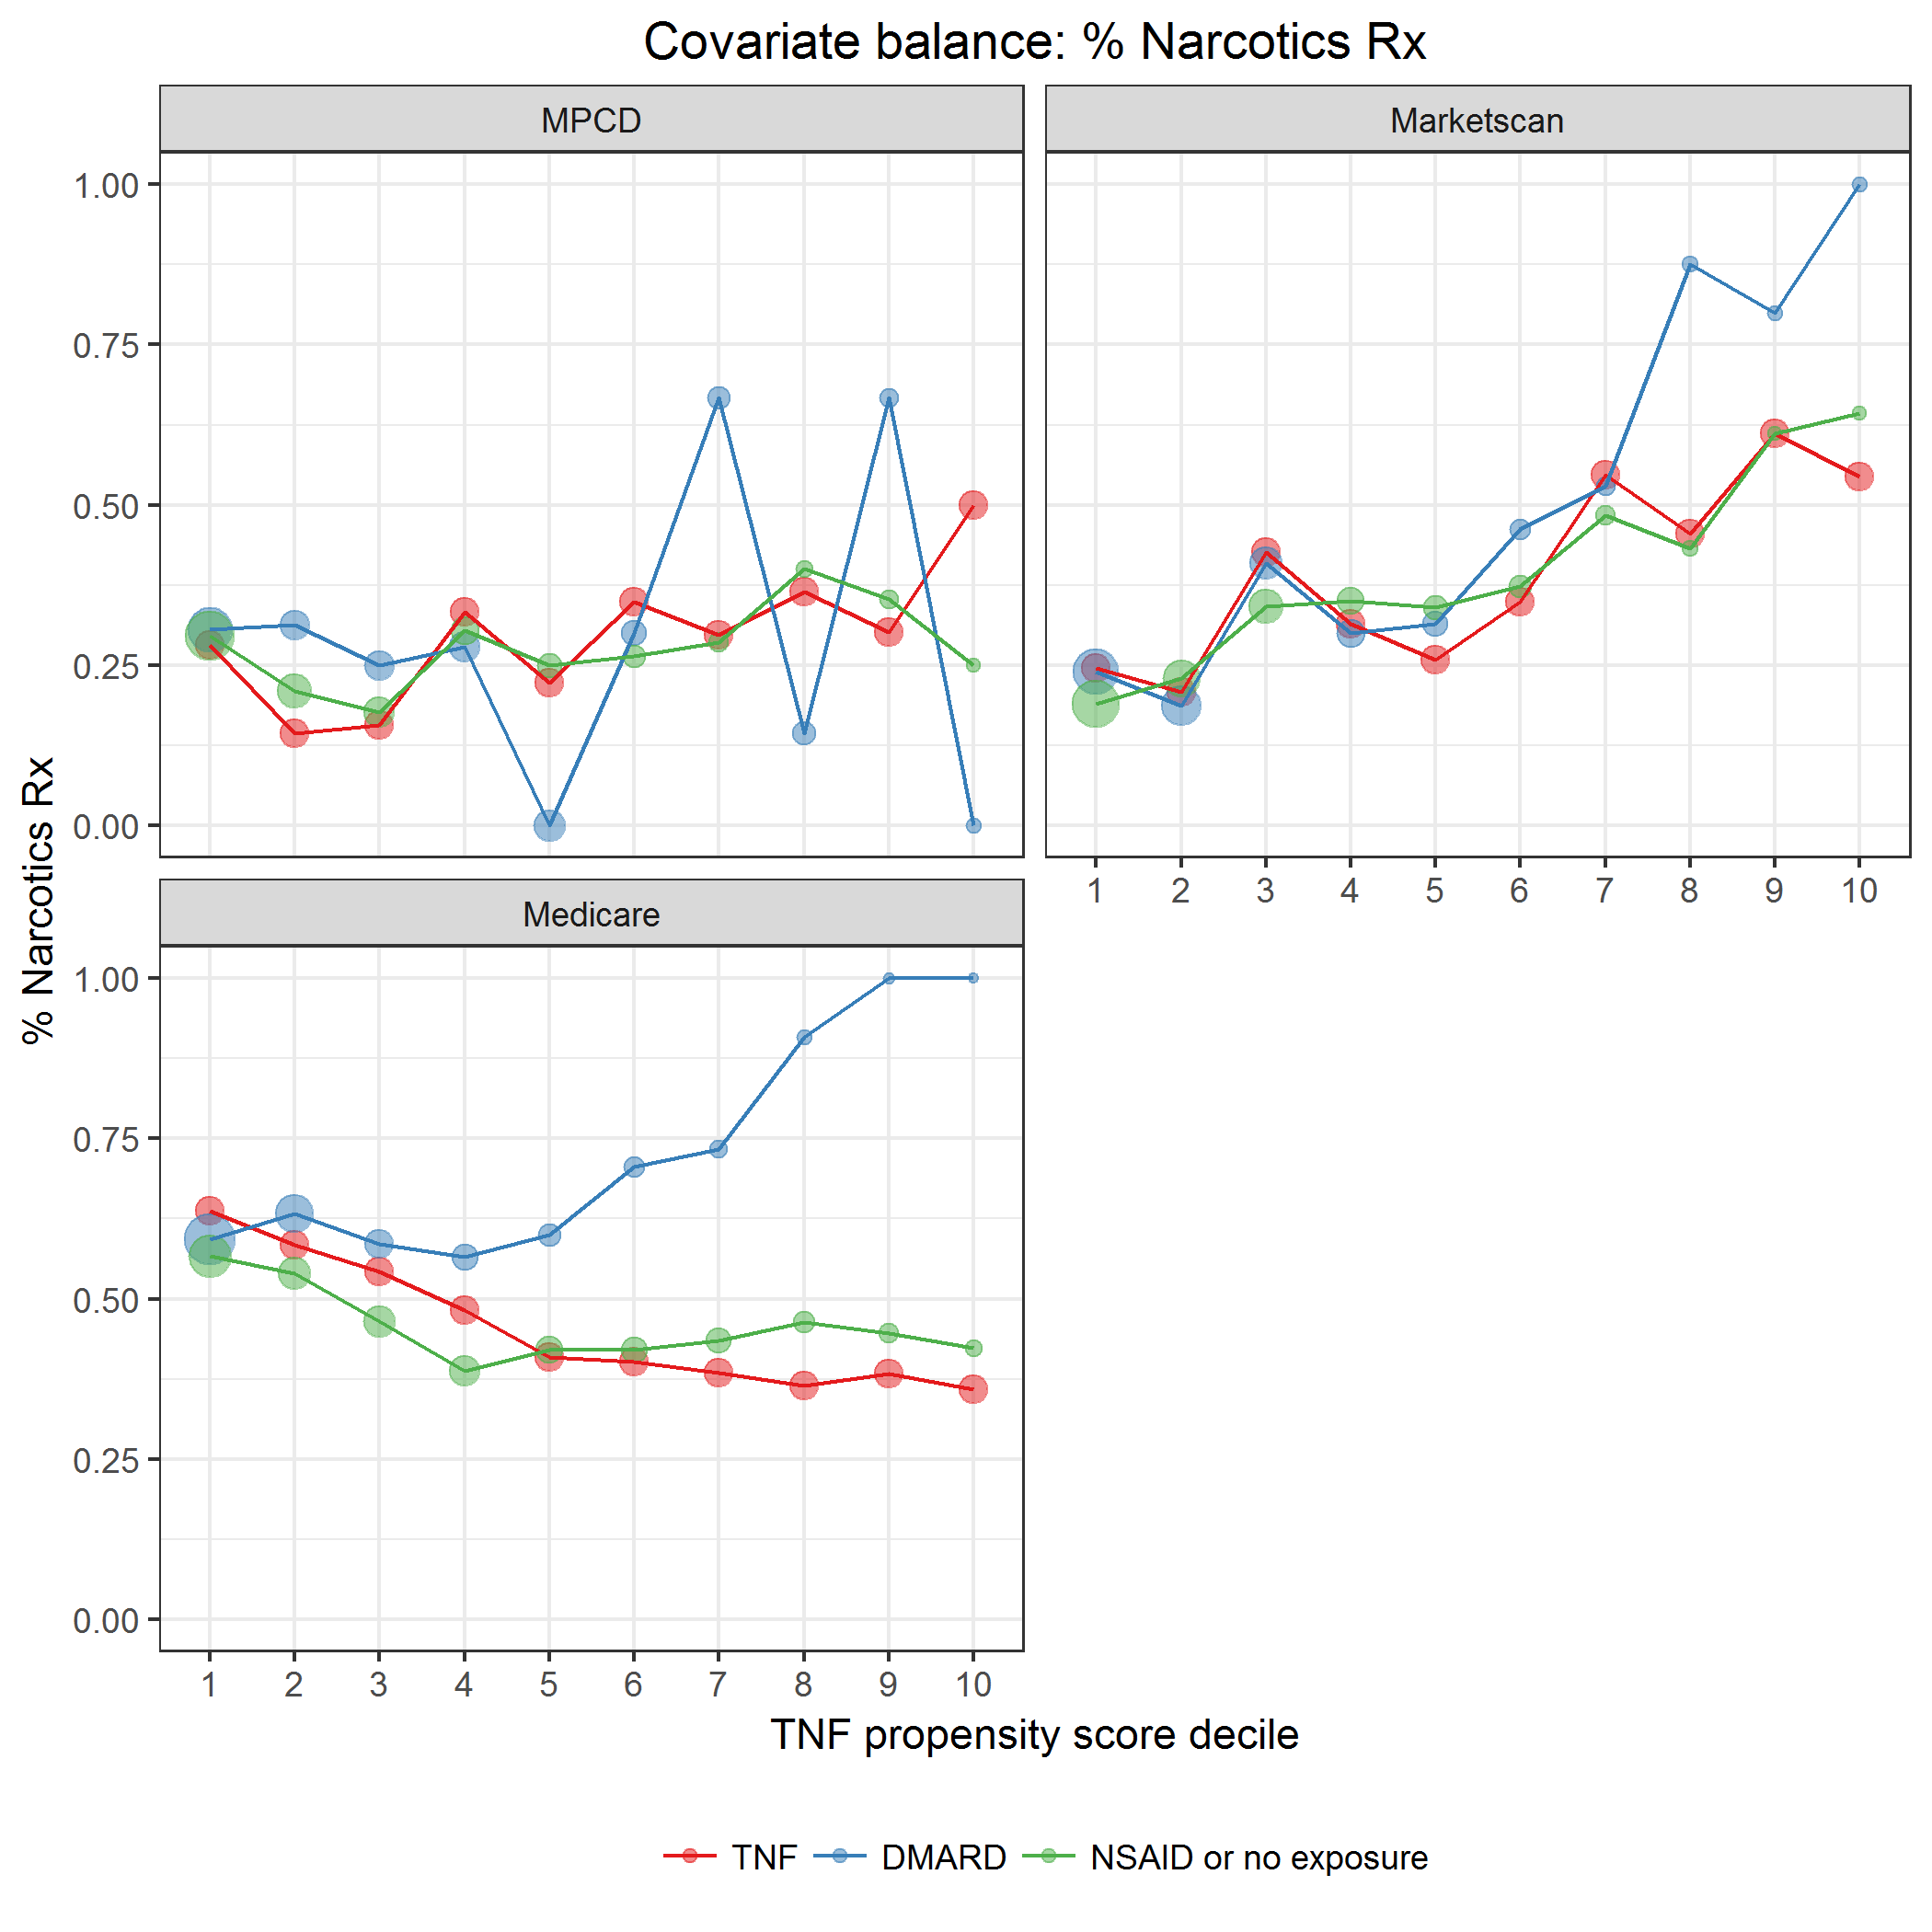 Covariate balance: % Narcotics Rx
MPCD
Marketscan
1.00
0.75
0.50
0.25
0.00
1 2 3 4 5 6 7 8 9 10
% Narcotics Rx
Medicare
1.00
0.75
0.50
0.25
0.00
1 2 3 4 5 6 7 8 9 10
TNF propensity score decile
TNF DMARD NSAID or no exposure